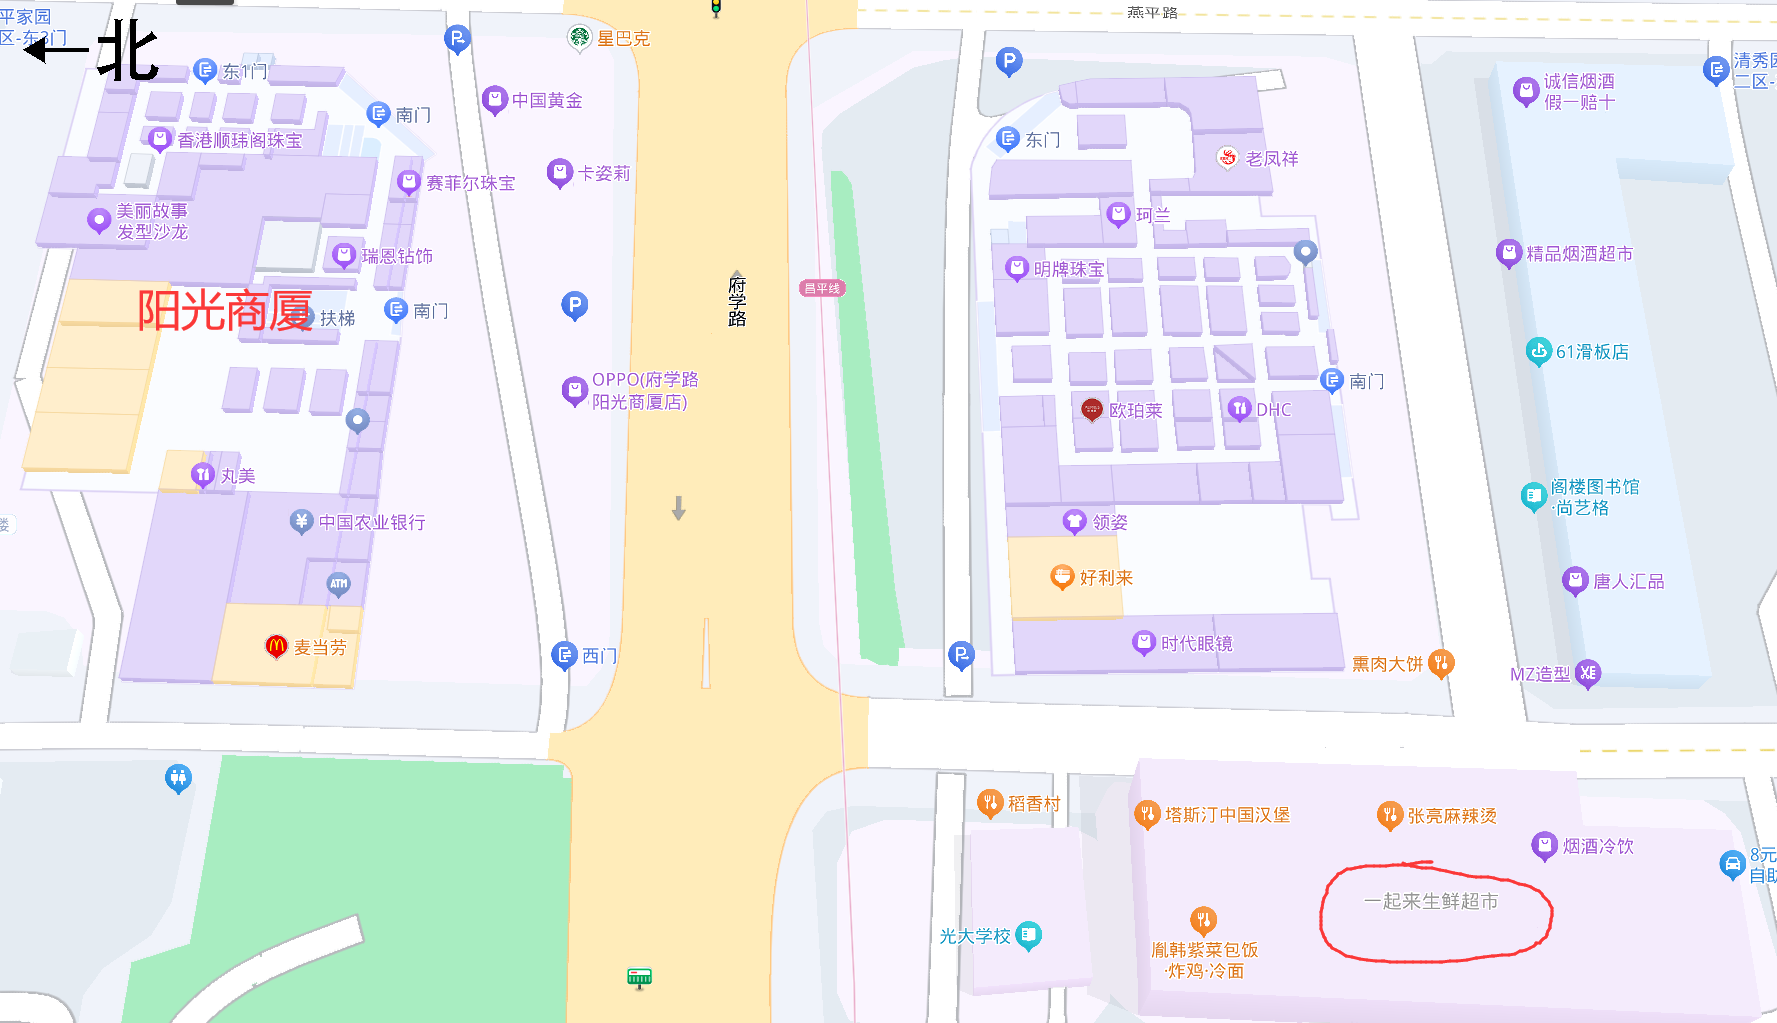 平家园
区-东3门
北
东1门
南门
香港顺玮阁珠宝
美丽故事
发型沙龙
赛菲尔珠宝
瑞恩钻饰
阳光商厦
扶梯
南门
丸美
中国农业银行
ATM
麦当劳
楼
P
星巴克
中国黄金
卡姿莉
P
OPPO(府学路
阳光商厦店)
西门
府学路
昌平线
燕平路
P
东门
老凤祥
珂兰
明牌珠宝
南门
欧珀莱
DHC
领姿
好利来
时代眼镜
P
熏肉大饼
诚信烟酒
假一赔十
清秀园
二区-
精品烟酒超市
61滑板店
阁楼图书馆
·尚艺格
唐人汇品
MZ造型
稻香村
光大学校
塔斯汀中国汉堡
张亮麻辣烫
烟酒冷饮
一起来生鲜超市
胤韩紫菜包饭
·炸鸡·冷面
8元
自助